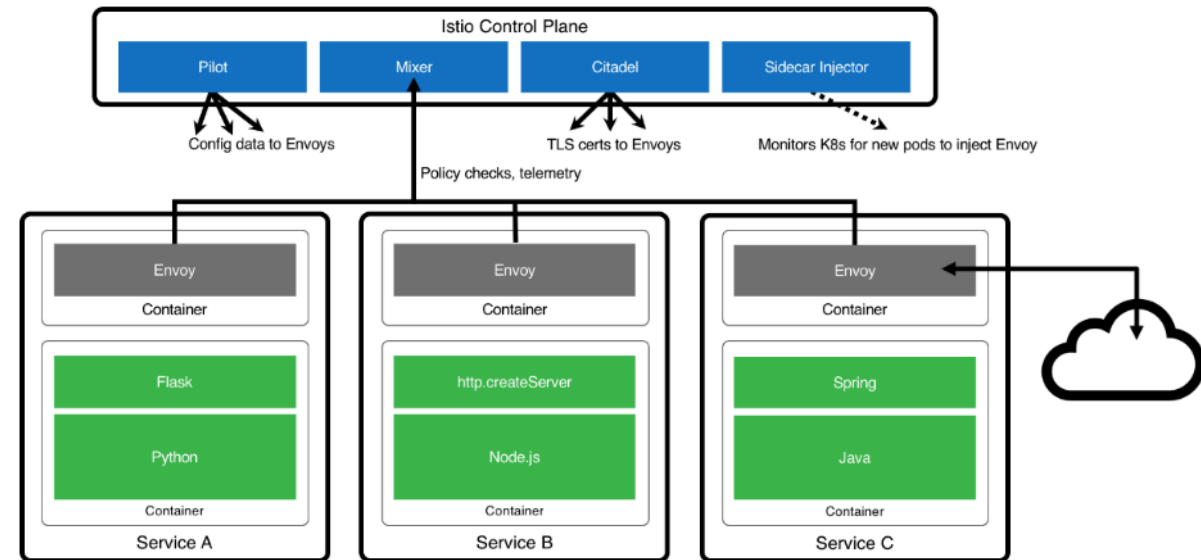 Istio Control Plane
Pilot
Mixer
Citadel
Sidecar Injector
Config data to Envoys
TLS certs to Envoys
Monitors K8s for new pods to inject Envoy
Policy checks, telemetry
Envoy
Container
Flask
Python
Container
Service A
Envoy
Container
http.createServer
Node.js
Container
Service B
Envoy
Container
Spring
Java
Container
Service C